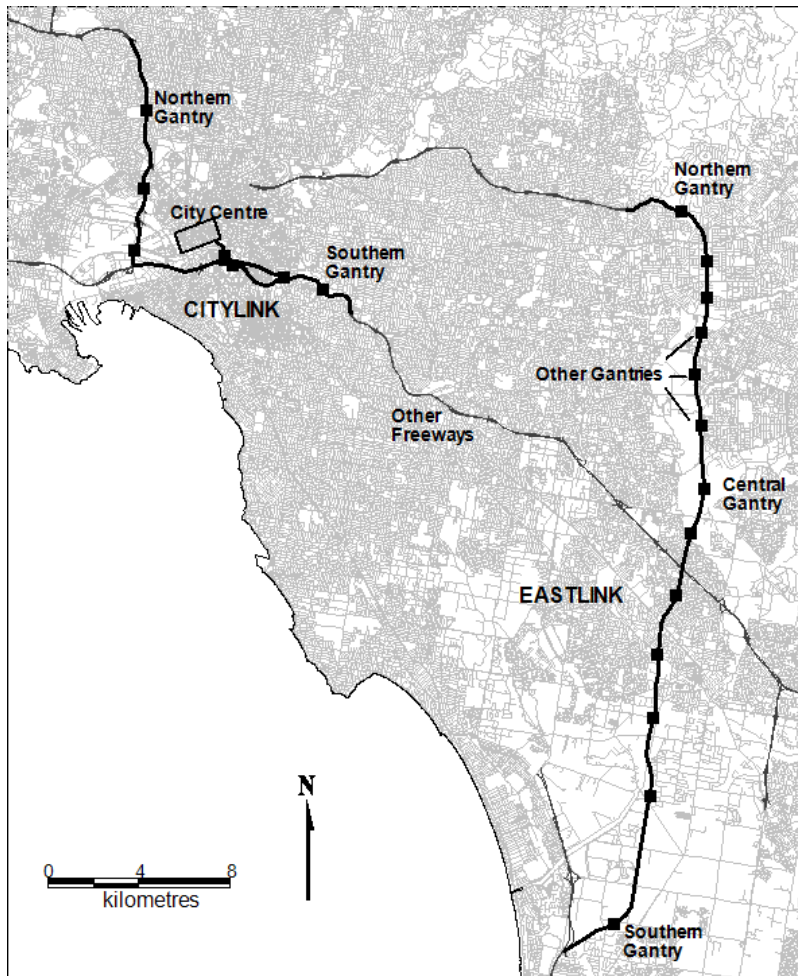 Northern
Gantry
Northern
Gantry
City Centre
Southern
Gantry
CITYLINK
Other Gantries
Other
Freeways
Central
Gantry
EASTLINK
N
0 4 8
kilometres
Southern
Gantry